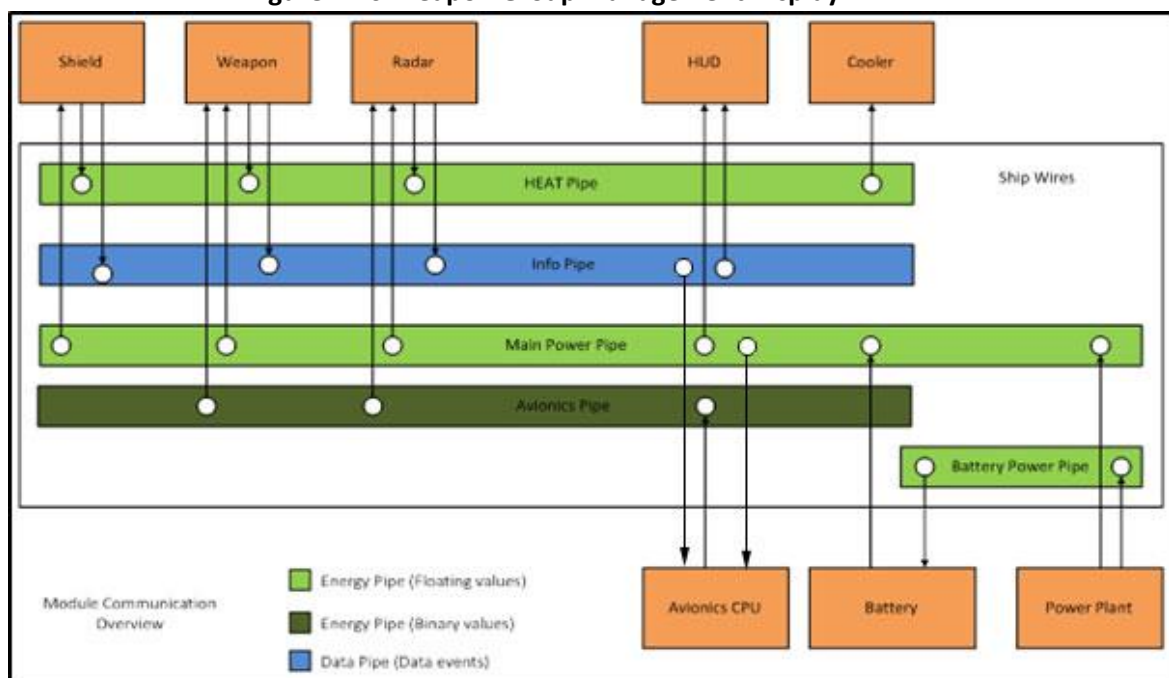 Shield
Weapon
Radar
HUD
Cooler
HEAT Pipe
Ship Wires
Info Pipe
Main Power Pipe
Avionics Pipe
Battery Power Pipe
Module Communication
Overview
Energy Pipe (Floating values)
Energy Pipe (Binary values)
Data Pipe (Data events)
Avionics CPU
Battery
Power Plant